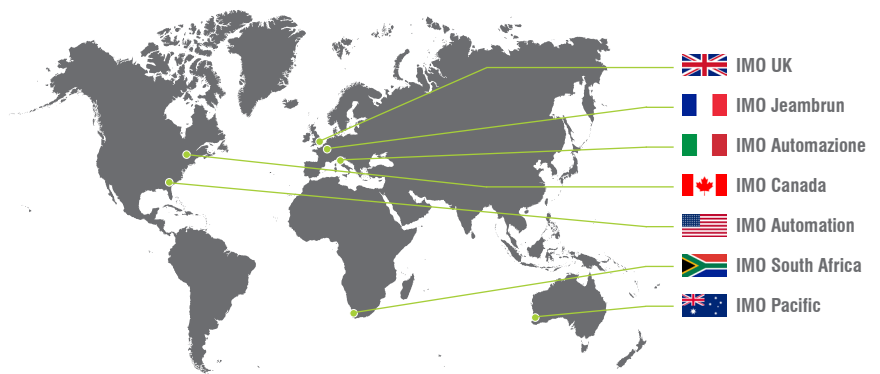 IMO UK
IMO Jeambrun
IMO Automazione
IMO Canada
IMO Automation
IMO South Africa
IMO Pacific